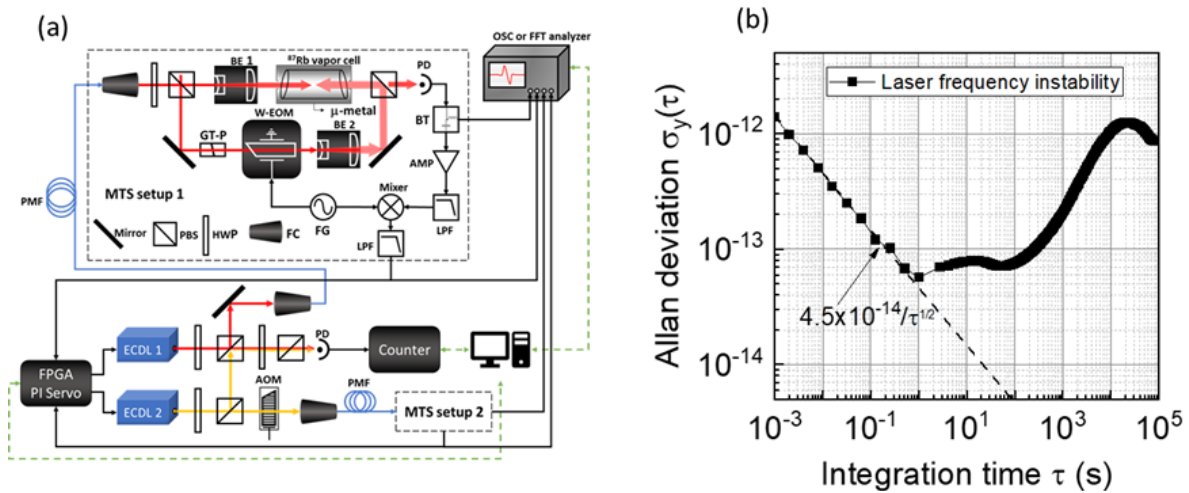 (a)
OSC or FFT analyzer
BE 1
⁸⁷Rb vapor cell
PD
μ-metal
BT
W-EOM
GT-P
BE 2
AMP
MTS setup 1
Mixer
PMF
FG
LPF
Mirror
PBS
HWP
FC
LPF
ECDL 1
PD
Counter
FPGA
PI Servo
AOM
PMF
ECDL 2
MTS setup 2
(b)
Laser frequency instability
Allan deviation σy(τ)
10⁻¹²
10⁻¹³
10⁻¹⁴
4.5x10⁻¹⁴/τ¹/²
10⁻³ 10⁻¹ 10¹ 10³ 10⁵
Integration time τ (s)